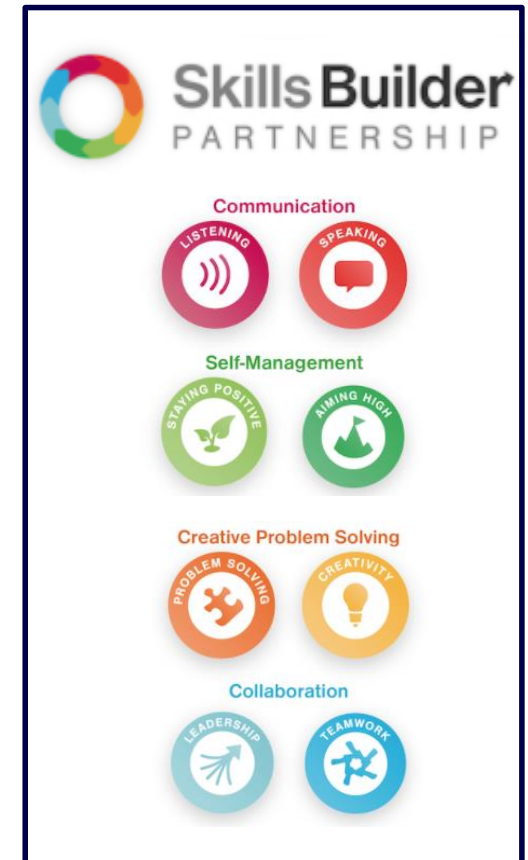 Skills Builder
PARTNERSHIP
Communication
LISTENING
SPEAKING
Self-Management
STAYING POSITIVE
AIMING HIGH
Creative Problem Solving
PROBLEM SOLVING
CREATIVITY
Collaboration
LEADERSHIP
TEAMWORK